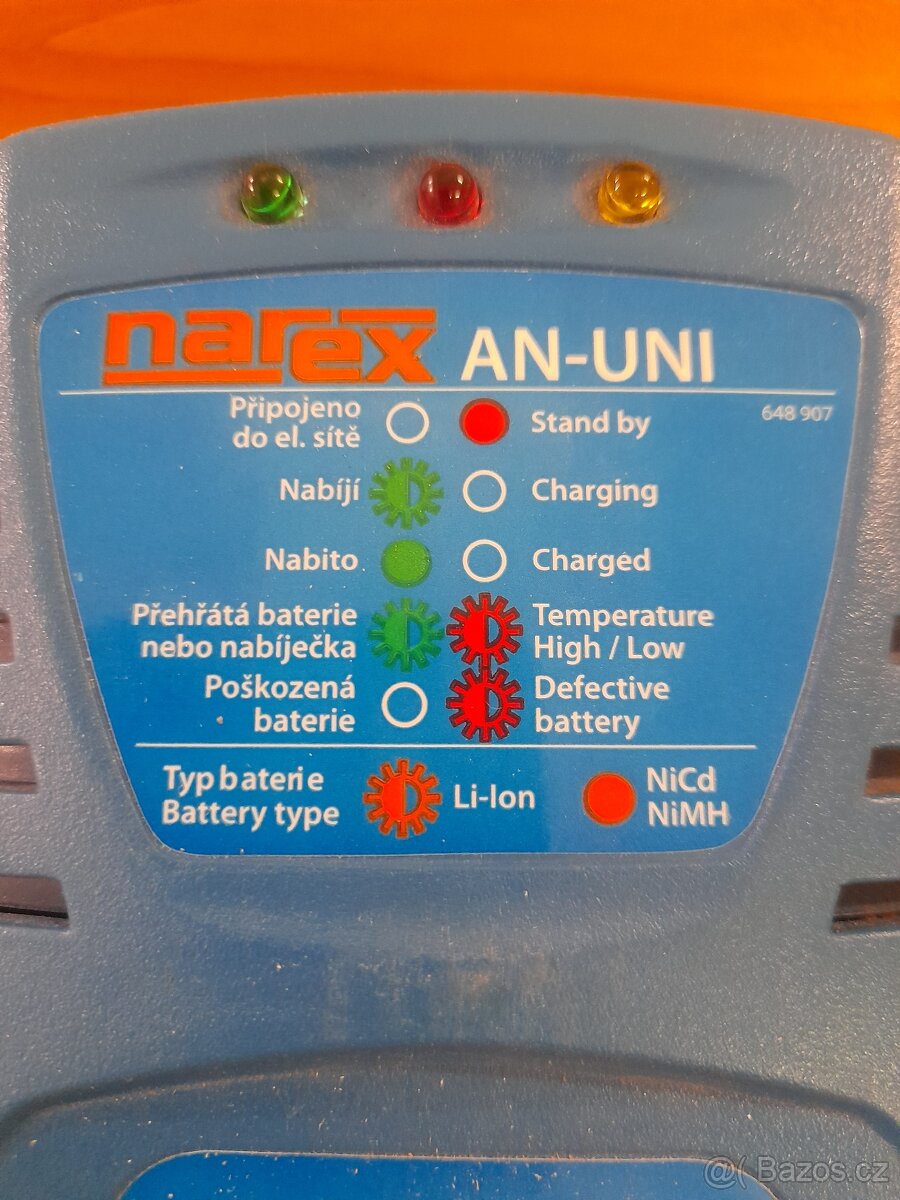 narex AN-UNI
648 907
Připojeno
do el. sítě
Stand by
Nabíjí
Charging
Nabito
Charged
Přehřátá baterie
nebo nabíječka
Temperature
High / Low
Poškozená
baterie
Defective
battery
Typ baterie
Battery type
Li-Ion
NiCd
NiMH
@( Bazos.cz